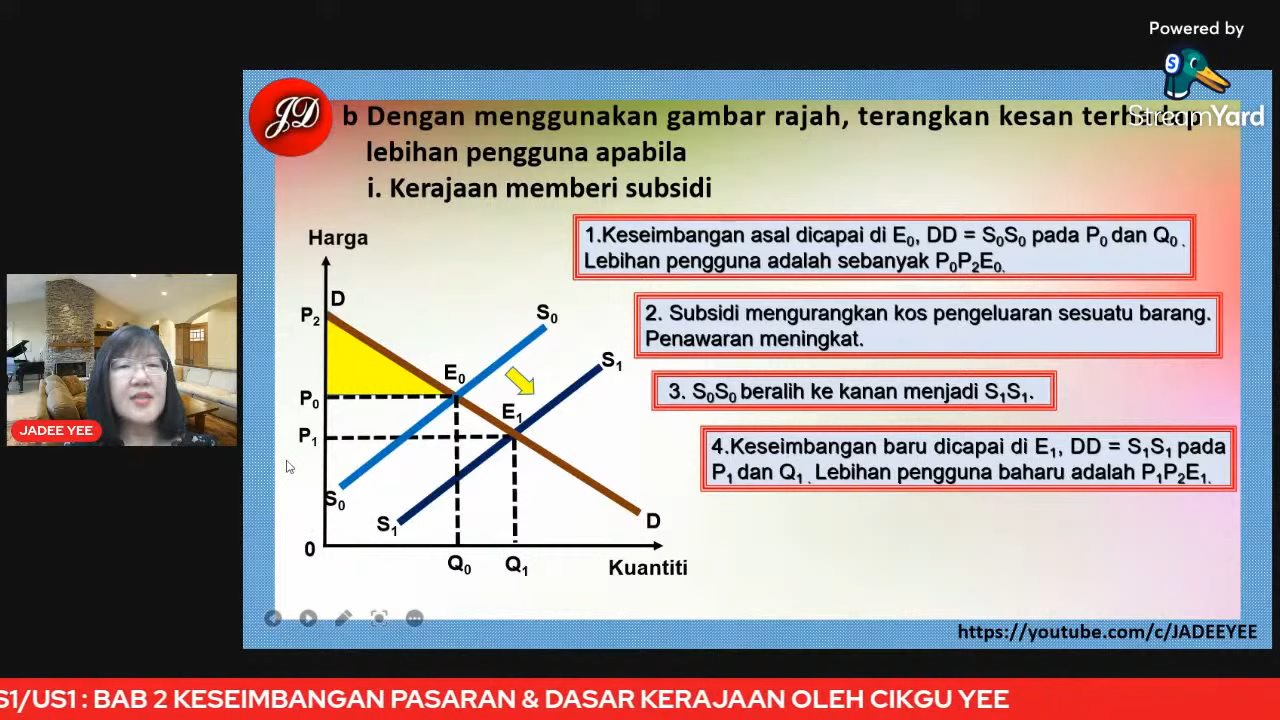 Powered by
StreamYard
JD
b Dengan menggunakan gambar rajah, terangkan kesan terhadap
lebihan pengguna apabila
i. Kerajaan memberi subsidi
Harga
P₂
D
S₀
E₀
S₁
P₀
E₁
P₁
S₀
S₁
D
0
Q₀
Q₁
Kuantiti
1.Keseimbangan asal dicapai di E₀, DD = S₀S₀ pada P₀ dan Q₀ .
Lebihan pengguna adalah sebanyak P₀P₂E₀.
2. Subsidi mengurangkan kos pengeluaran sesuatu barang.
Penawaran meningkat.
3. S₀S₀ beralih ke kanan menjadi S₁S₁.
4.Keseimbangan baru dicapai di E₁, DD = S₁S₁ pada
P₁ dan Q₁ . Lebihan pengguna baharu adalah P₁P₂E₁.
JADEE YEE
https://youtube.com/c/JADEEYEE
S1/US1 : BAB 2 KESEIMBANGAN PASARAN & DASAR KERAJAAN OLEH CIKGU YEE